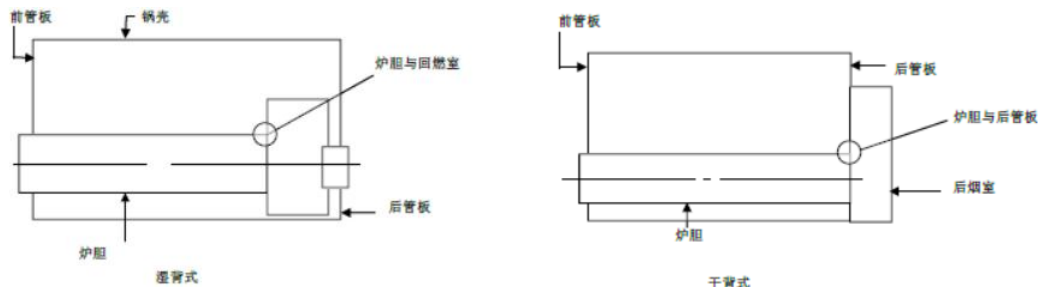 前管板
锅壳
炉胆与回燃室
后管板
炉胆
湿背式
前管板
后管板
炉胆与后管板
后烟室
炉胆
干背式